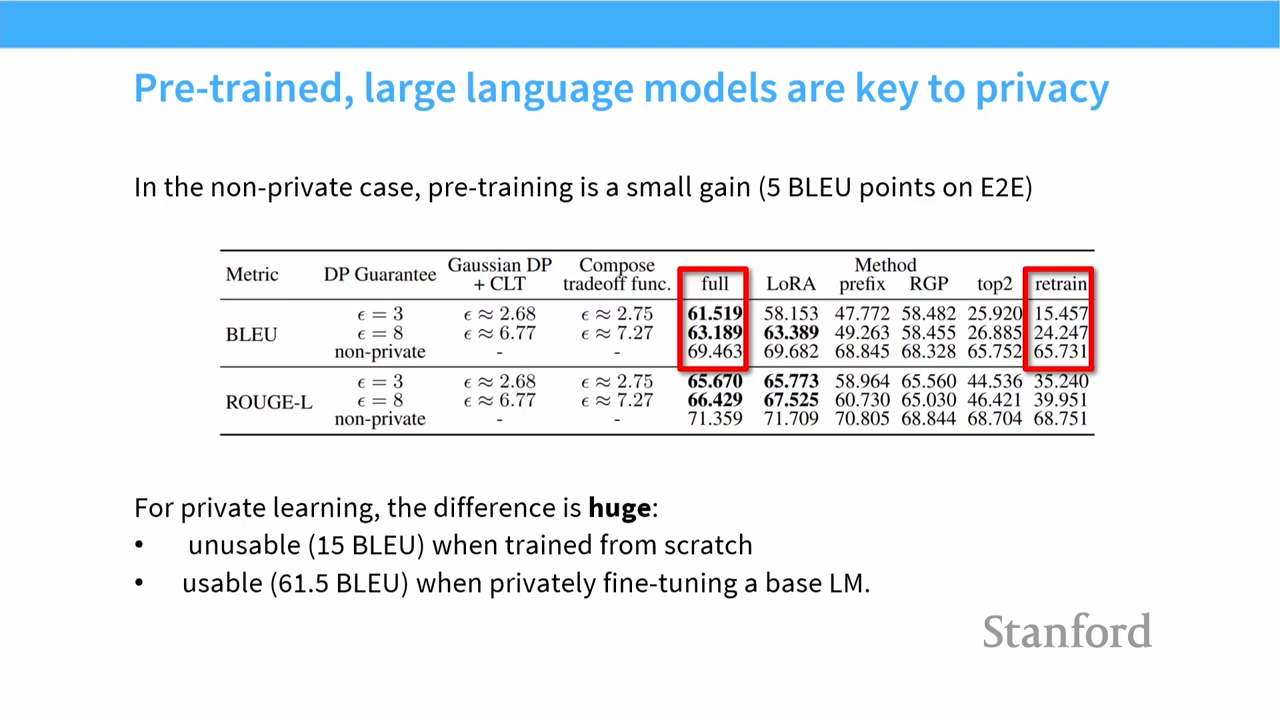 Pre-trained, large language models are key to privacy
In the non-private case, pre-training is a small gain (5 BLEU points on E2E)
Metric DP Guarantee Gaussian DP + CLT Compose tradeoff func. Method
full LoRA prefix RGP top2 retrain
BLEU
ϵ = 3 ϵ ≈ 2.68 ϵ ≈ 2.75 61.519 58.153 47.772 58.482 25.920 15.457
ϵ = 8 ϵ ≈ 6.77 ϵ ≈ 7.27 63.189 63.389 49.263 58.455 26.885 24.247
non-private - - 69.463 69.682 68.845 68.328 65.752 65.731
ROUGE-L
ϵ = 3 ϵ ≈ 2.68 ϵ ≈ 2.75 65.670 65.773 58.964 65.560 44.536 35.240
ϵ = 8 ϵ ≈ 6.77 ϵ ≈ 7.27 66.429 67.525 60.730 65.030 46.421 39.951
non-private - - 71.359 71.709 70.805 68.844 68.704 68.751
For private learning, the difference is huge:
• unusable (15 BLEU) when trained from scratch
• usable (61.5 BLEU) when privately fine-tuning a base LM.
Stanford